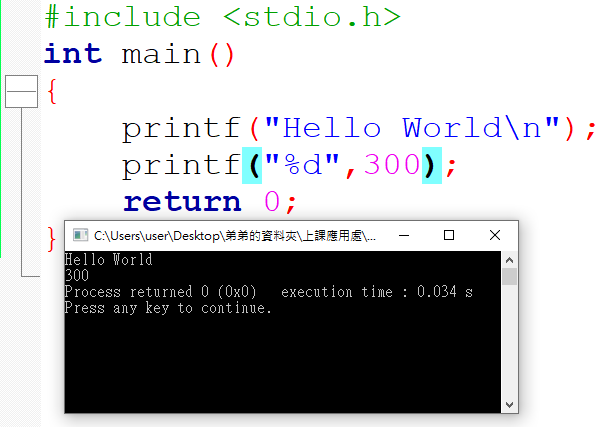 #include <stdio.h>
int main()
{
printf("Hello World\n");
printf("%d",300);
return 0;
}
C:\Users\user\Desktop\弟弟的資料夾\上課應用處\...
Hello World
300
Process returned 0 (0x0)   execution time : 0.034 s
Press any key to continue.